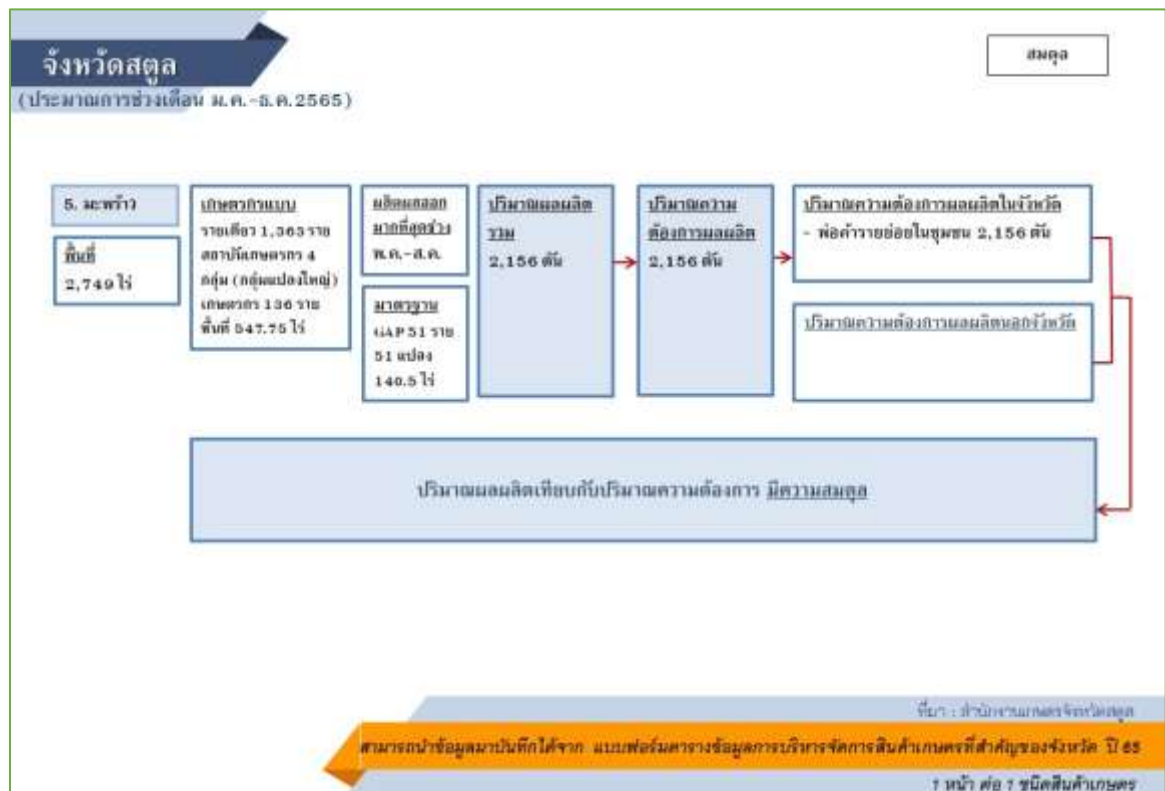 จังหวัดสตูล
(ประมาณการช่วงเดือน ม.ค.-ธ.ค.2565)
สมดุล
5. มะพร้าว
พื้นที่
2,749 ไร่
เกษตรกรแบบ
รายเดี่ยว 1,363 ราย
สถาบันเกษตรกร 4
กลุ่ม (กลุ่มแปลงใหญ่)
เกษตรกร 136 ราย
พื้นที่ 547.75 ไร่
ผลิตผลออก
มากที่สุดช่วง
พ.ค.-ส.ค.
มาตรฐาน
GAP 51 ราย
51 แปลง
140.5 ไร่
ปริมาณผลผลิต
รวม
2,156 ตัน
ปริมาณความ
ต้องการผลผลิต
2,156 ตัน
ปริมาณความต้องการผลผลิตในจังหวัด
- พ่อค้ารายย่อยในชุมชน 2,156 ตัน
ปริมาณความต้องการผลผลิตนอกจังหวัด
ปริมาณผลผลิตเทียบกับปริมาณความต้องการ มีความสมดุล
ที่มา : สำนักงานเกษตรจังหวัดสตูล
สามารถนำข้อมูลมาบันทึกได้จาก แบบฟอร์มตารางข้อมูลการบริหารจัดการสินค้าเกษตรที่สำคัญของจังหวัด ปี 65
1 หน้า ต่อ 1 ชนิดสินค้าเกษตร